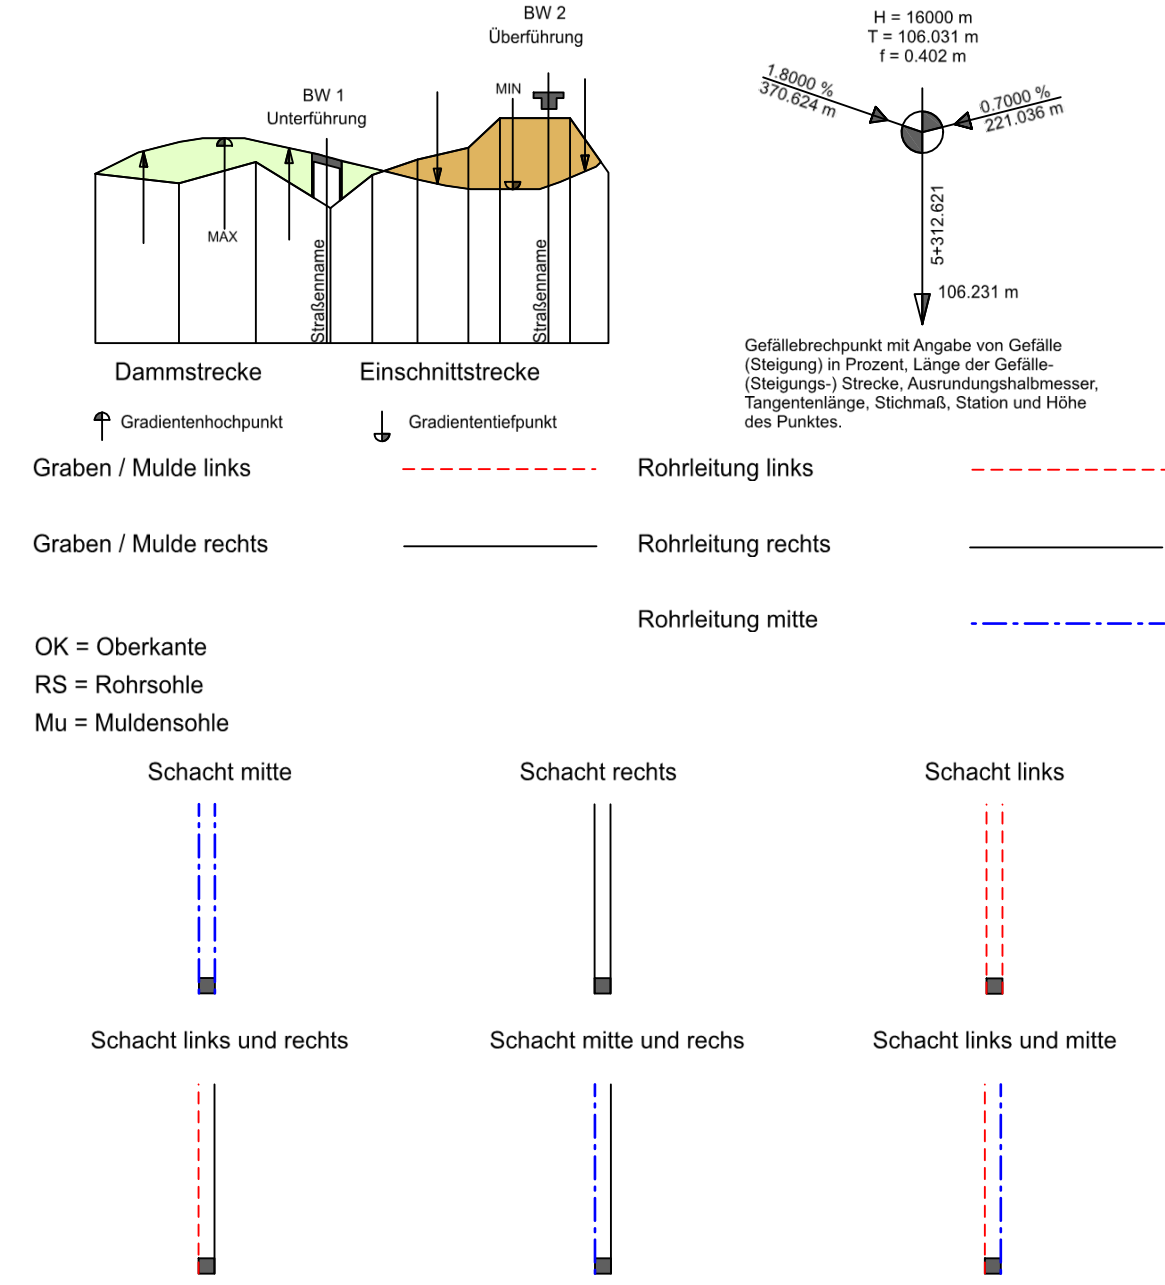 BW 2
Überführung
BW 1
Unterführung
MIN
MAX
Straßenname
Straßenname
Dammstrecke
Einschnittstrecke
Gradientenhochpunkt
Gradiententiefpunkt
H = 16000 m
T = 106.031 m
f = 0.402 m
1.8000 %
370.624 m
0.7000 %
221.036 m
5+312.621
106.231 m
Gefällebrechpunkt mit Angabe von Gefälle
(Steigung) in Prozent, Länge der Gefälle-
(Steigungs-) Strecke, Ausrundungshalbmesser,
Tangentenlänge, Stichmaß, Station und Höhe
des Punktes.
Graben / Mulde links
Rohrleitung links
Graben / Mulde rechts
Rohrleitung rechts
Rohrleitung mitte
OK = Oberkante
RS = Rohrsohle
Mu = Muldensohle
Schacht mitte
Schacht rechts
Schacht links
Schacht links und rechts
Schacht mitte und rechs
Schacht links und mitte